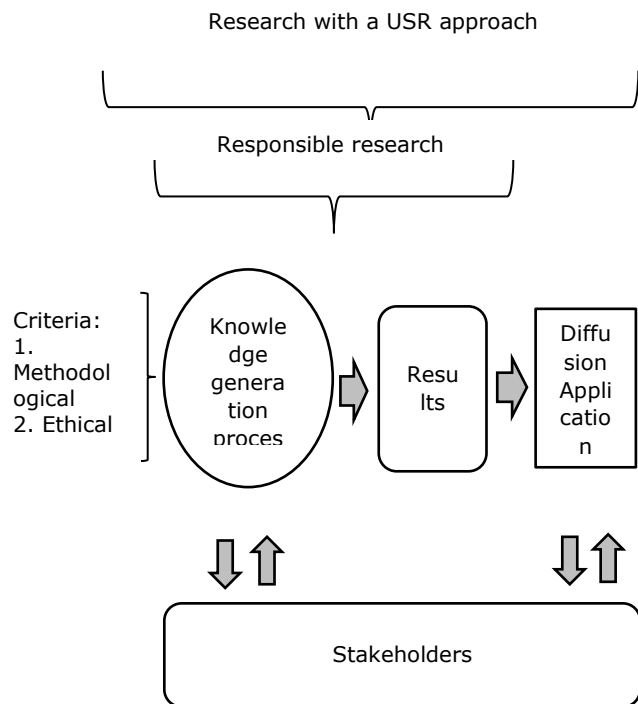 Research with a USR approach
Responsible research
Criteria:
1.
Methodol
ogical
2. Ethical
Knowle
dge
genera
tion
proces
Resu
lts
Diffu
sion
Appli
catio
n
Stakeholders